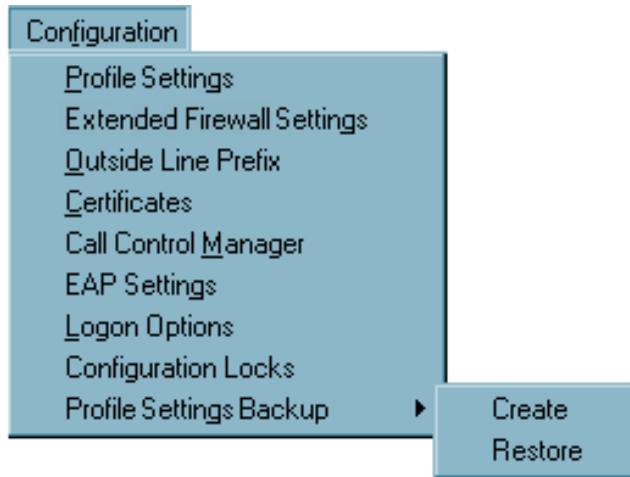 Configuration
Profile Settings
Extended Firewall Settings
Outside Line Prefix
Certificates
Call Control Manager
EAP Settings
Logon Options
Configuration Locks
Profile Settings Backup
Create
Restore